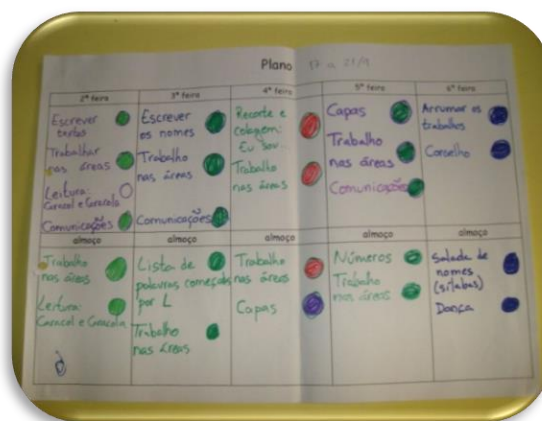 Plano 17 a 21/9
2ª feira
3ª feira
4ª feira
5ª feira
6ª feira
Escrever
textos
Trabalhar
nas áreas
Leitura:
Caracol e Caracola
Comunicações
Escrever
os nomes
Trabalho
nas áreas
Comunicações
Recorte e
colagem:
Eu sou...
Trabalho
nas áreas
Capas
Trabalho
nas áreas
Comunicações
Arrumar os
trabalhos
Conselho
almoço
almoço
almoço
almoço
almoço
Trabalho
nas áreas
Leitura:
Caracol e Caracola
Lista de
palavras começadas
por L
Trabalho
nas áreas
Trabalho
nas áreas
Capas
Números
Trabalho
nas áreas
Salada de
nomes
(sílabas)
Dança